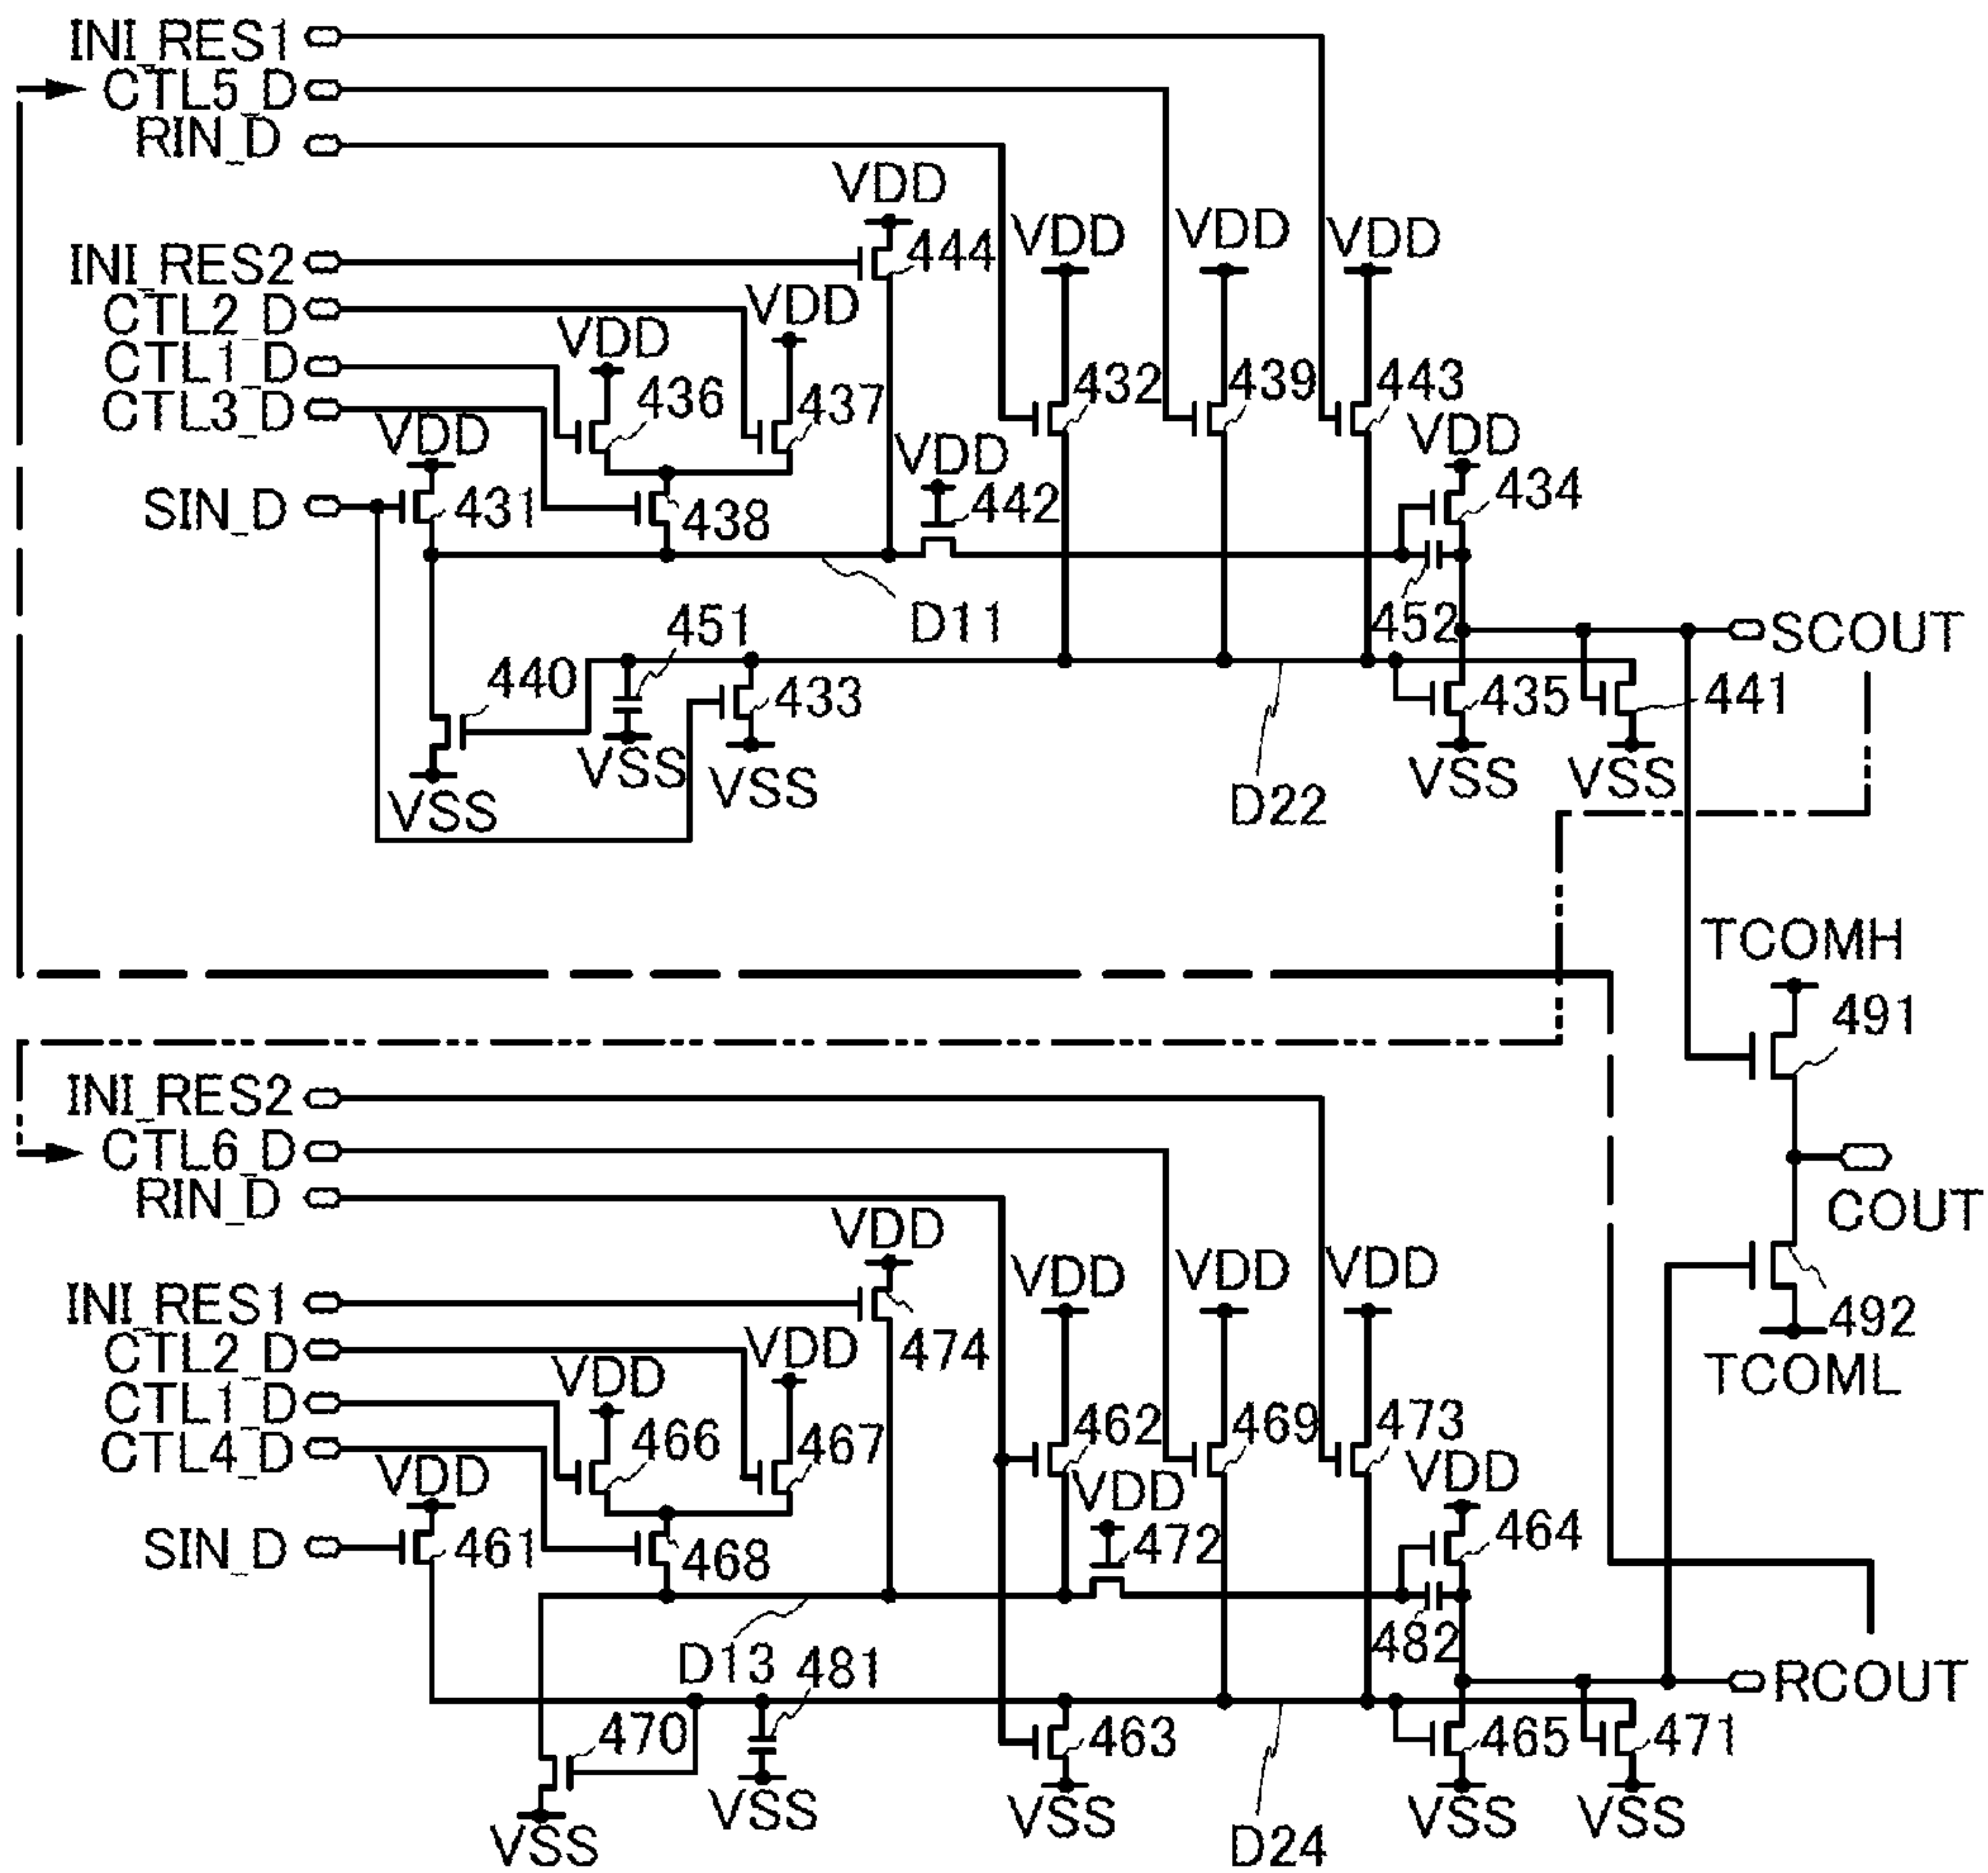 INI_RES1
CTL5_D
RIN_D
VDD
INI_RES2
444
VDD
VDD
VDD
CTL2_D
VDD
CTL1_D
VDD
CTL3_D
436
437
432
439
443
VDD
VDD
VDD
SIN_D
431
438
442
434
D11
451
452
SCOUT
440
433
435
441
VSS
VSS
VSS
VSS
VSS
D22
TCOMH
491
INI_RES2
CTL6_D
RIN_D
COUT
VDD
VDD
VDD
VDD
INI_RES1
474
492
CTL2_D
VDD
TCOML
CTL1_D
VDD
CTL4_D
466
467
462
469
473
VDD
VDD
VDD
SIN_D
461
468
472
464
D13
481
482
RCOUT
470
463
465
471
VSS
VSS
VSS
VSS
VSS
D24